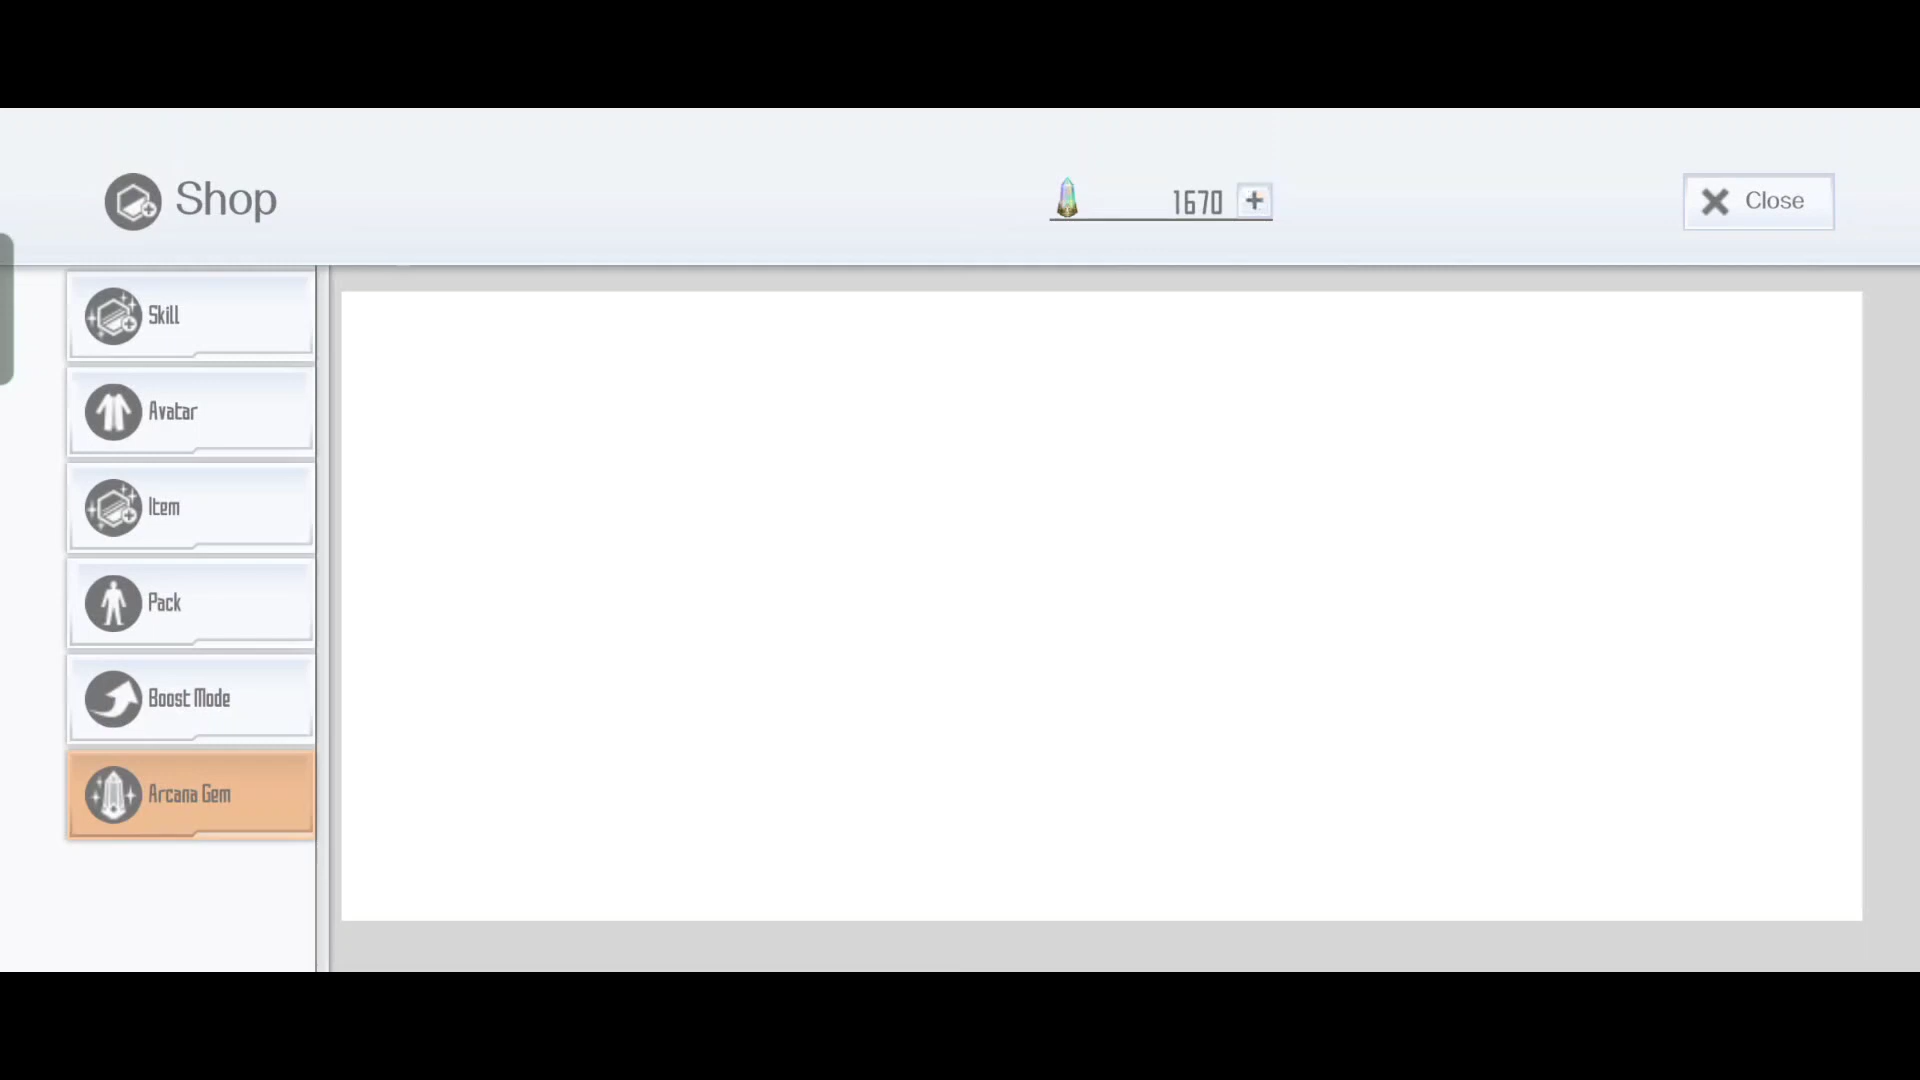 Shop
1670
Close
Skill
Avatar
Item
Pack
Boost Mode
Arcana Gem